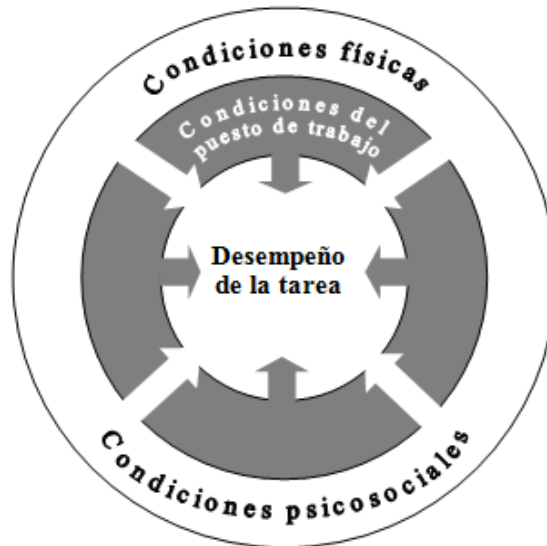 Condiciones físicas
Condiciones del
puesto de trabajo
Desempeño
de la tarea
Condiciones psicosociales